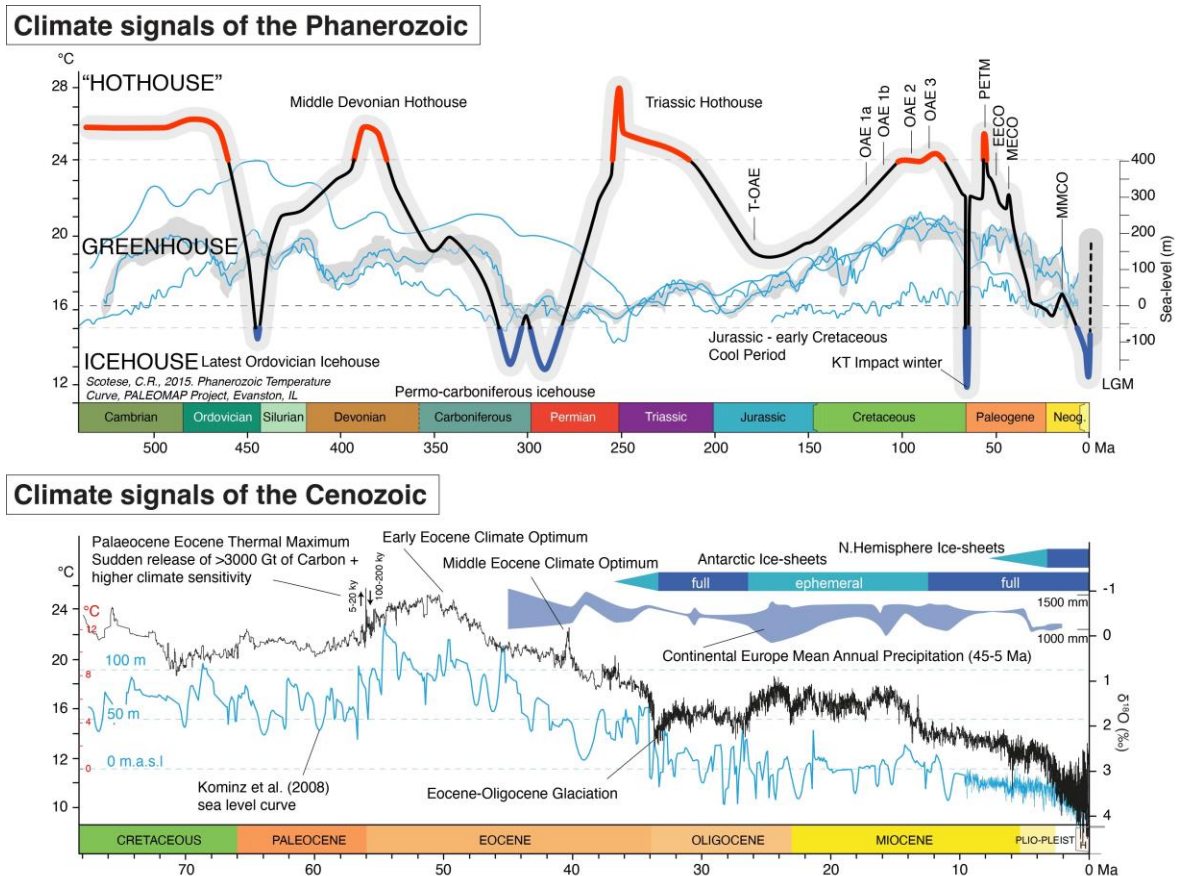 Climate signals of the Phanerozoic
°C
"HOTHOUSE"
28
24
20
16
12
Middle Devonian Hothouse
Triassic Hothouse
T-OAE
OAE 1a
OAE 1b
OAE 2
OAE 3
PETM
EECO
MECO
MMCO
400
300
200
100
0
-100
Sea-level (m)
GREENHOUSE
ICEHOUSE
Latest Ordovician Icehouse
Scotese, C.R., 2015. Phanerozoic Temperature
Curve, PALEOMAP Project, Evanston, IL
Permo-carboniferous icehouse
Jurassic - early Cretaceous
Cool Period
KT Impact winter
LGM
Cambrian Ordovician Silurian Devonian Carboniferous Permian Triassic Jurassic Cretaceous Paleogene Neog.
500 450 400 350 300 250 200 150 100 50 0 Ma
Climate signals of the Cenozoic
Palaeocene Eocene Thermal Maximum
Sudden release of >3000 Gt of Carbon +
higher climate sensitivity
5-20 ky
100-200 ky
Early Eocene Climate Optimum
Middle Eocene Climate Optimum
Antarctic Ice-sheets
N.Hemisphere Ice-sheets
full ephemeral full
1500 mm
1000 mm
Continental Europe Mean Annual Precipitation (45-5 Ma)
°C
24
20
16
12
10
°C
12
8
4
0
100 m
50 m
0 m.a.s.l
Kominz et al. (2008)
sea level curve
Eocene-Oligocene Glaciation
-1
0
1
2
3
4
δ18O (‰)
CRETACEOUS PALEOCENE EOCENE OLIGOCENE MIOCENE PLIO-PLEIST H
70 60 50 40 30 20 10 0 Ma